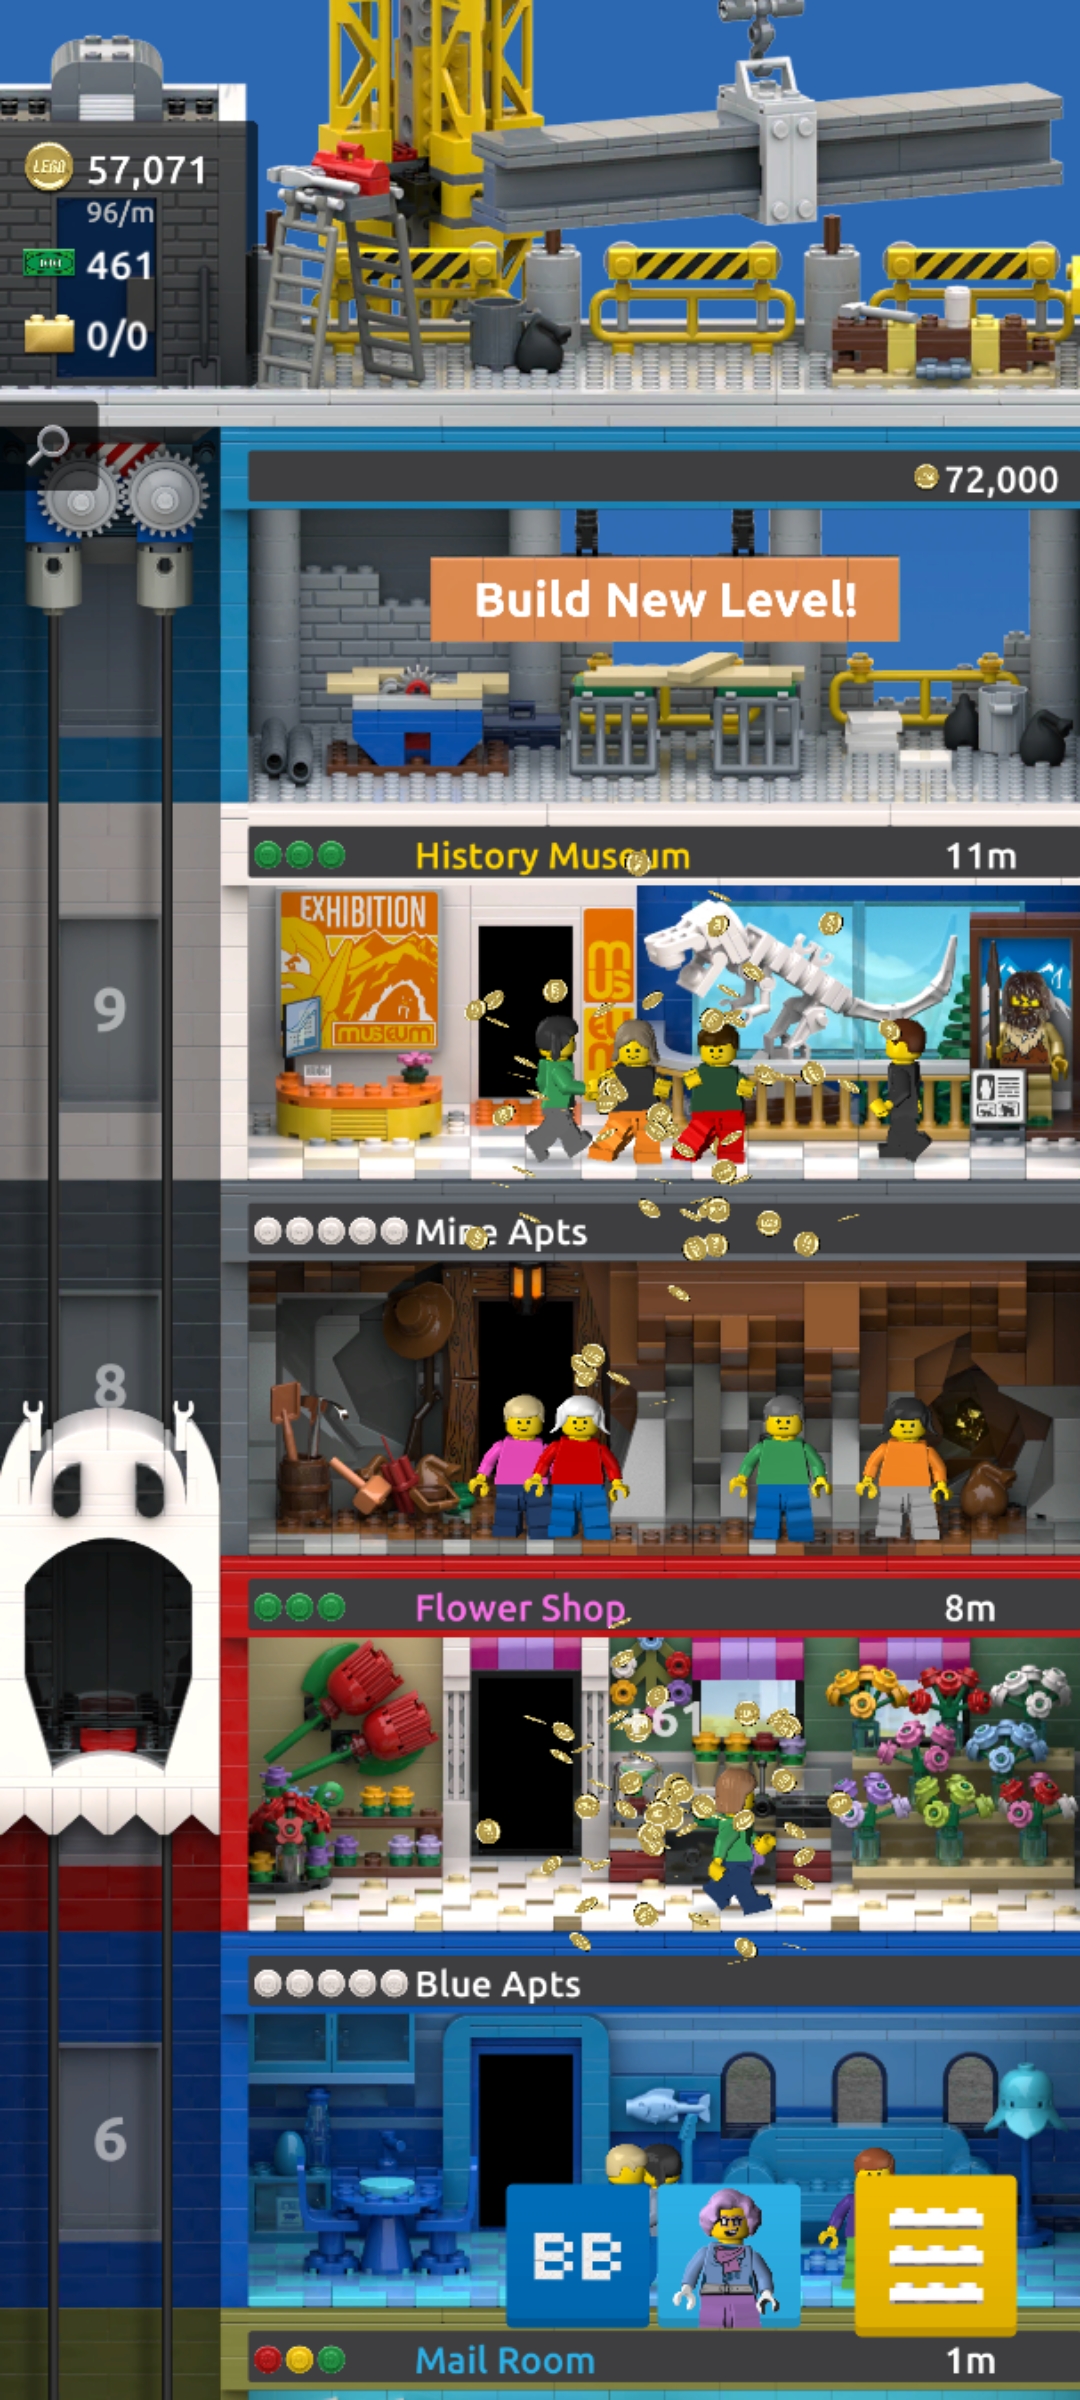 LEGO 57,071
96/m
461
0/0
72,000
Build New Level!
History Museum 11m
EXHIBITION
museum
mus
9
Mine Apts
8
Flower Shop 8m
+61
Blue Apts
6
BB
Mail Room 1m